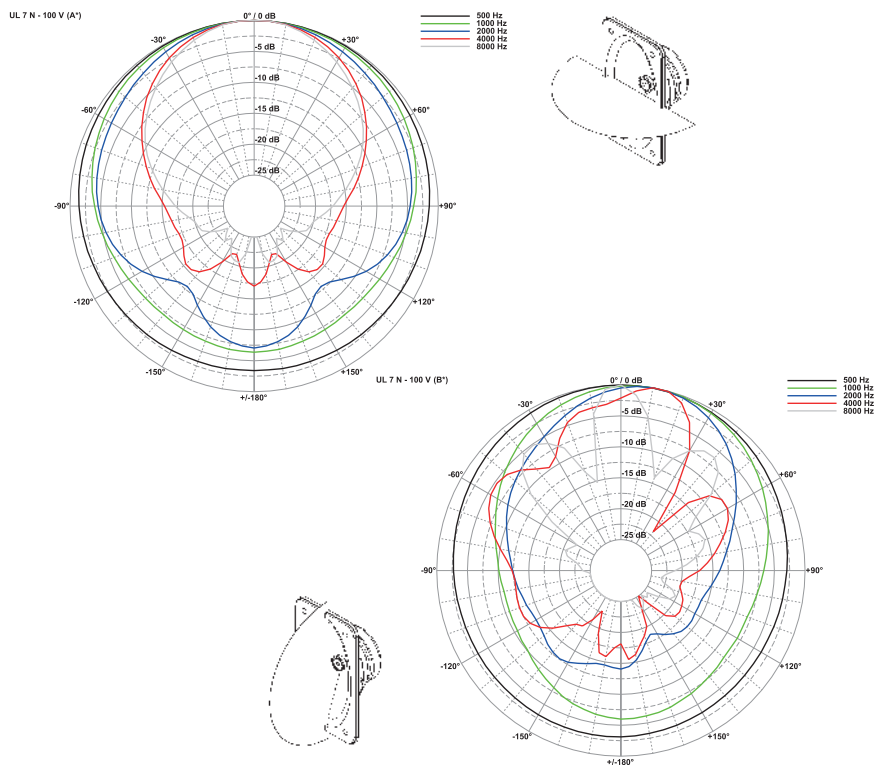 UL 7 N - 100 V (A*)
0° / 0 dB
500 Hz
1000 Hz
2000 Hz
4000 Hz
8000 Hz
-30°
+30°
-5 dB
-10 dB
-60°
+60°
-15 dB
-20 dB
-25 dB
-90°
+90°
-120°
+120°
-150°
+150°
+/-180°
UL 7 N - 100 V (B*)
0° / 0 dB
500 Hz
1000 Hz
2000 Hz
4000 Hz
8000 Hz
-30°
+30°
-5 dB
-10 dB
-60°
+60°
-15 dB
-20 dB
-25 dB
-90°
+90°
-120°
+120°
-150°
+150°
+/-180°